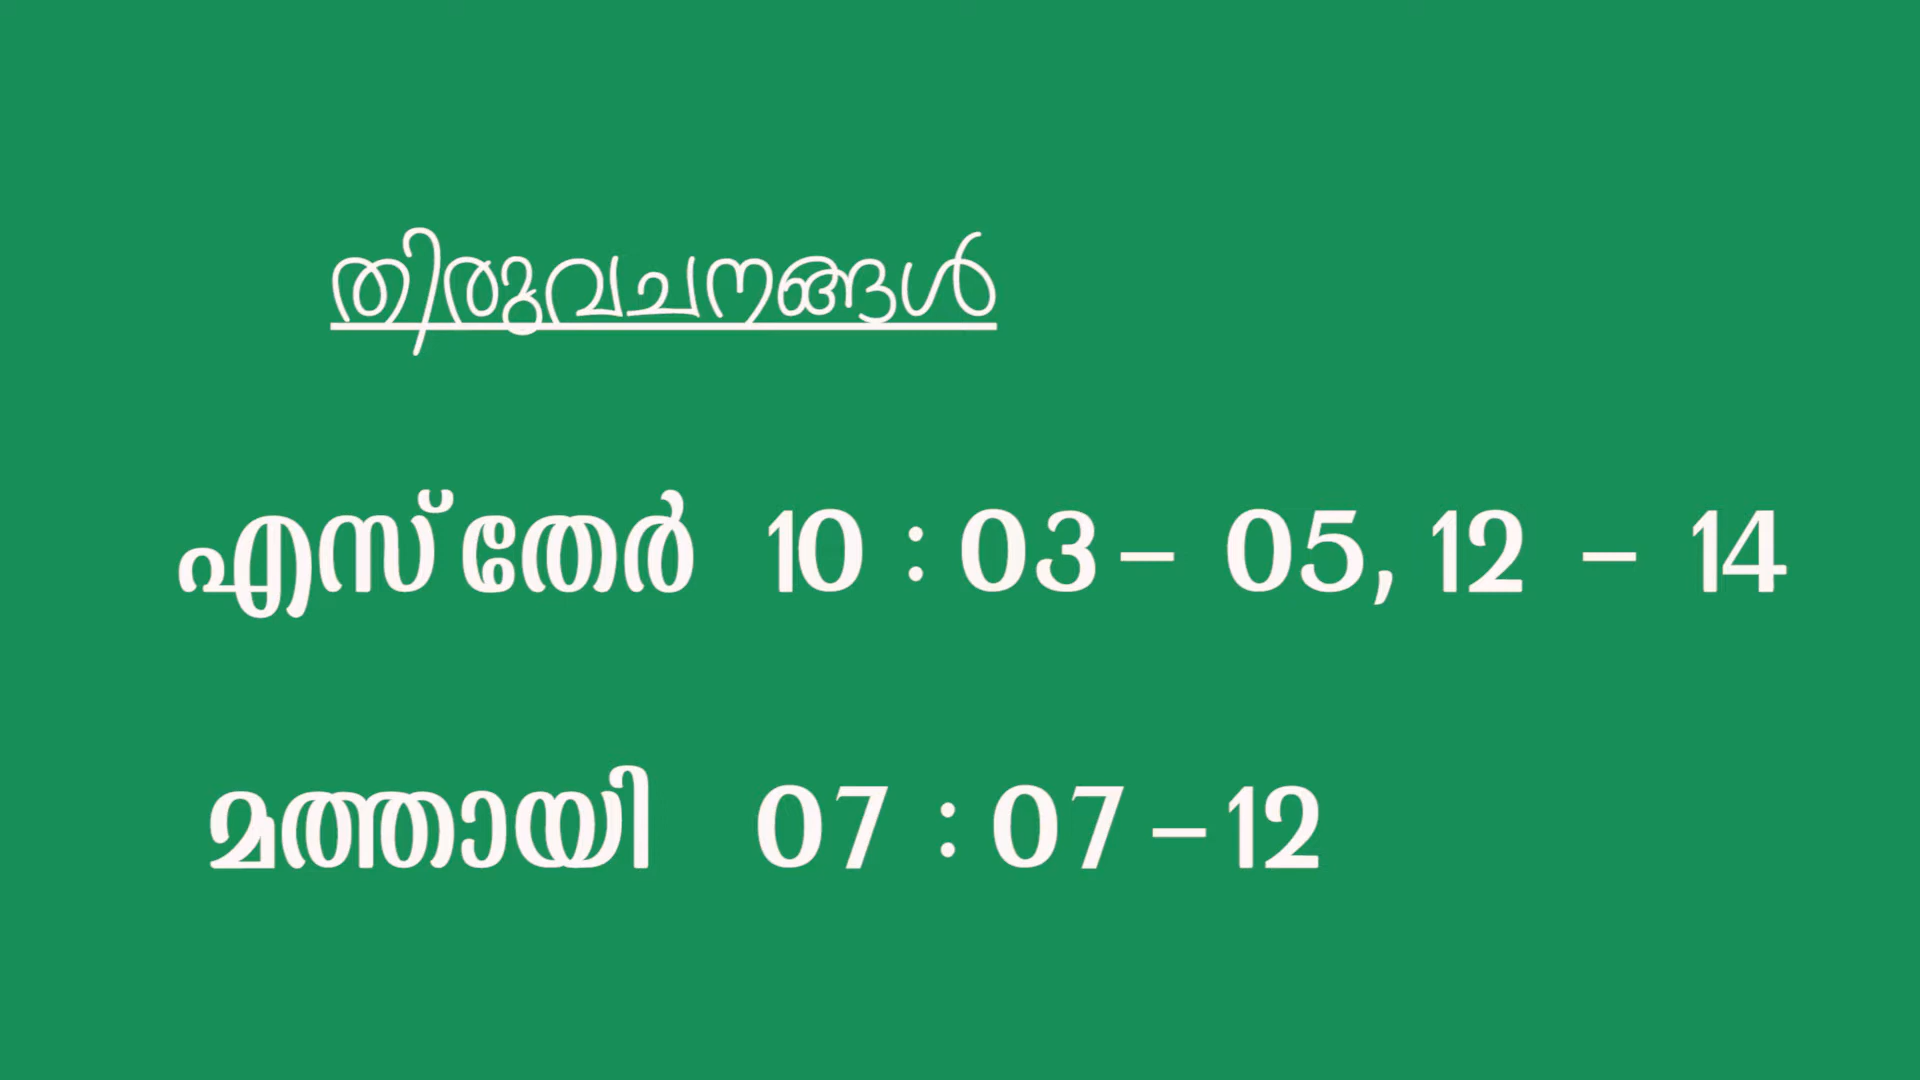 തിരുവചനങ്ങൾ
എസ് തേർ 10 : 03 – 05, 12 – 14
മത്തായി 07 : 07 – 12